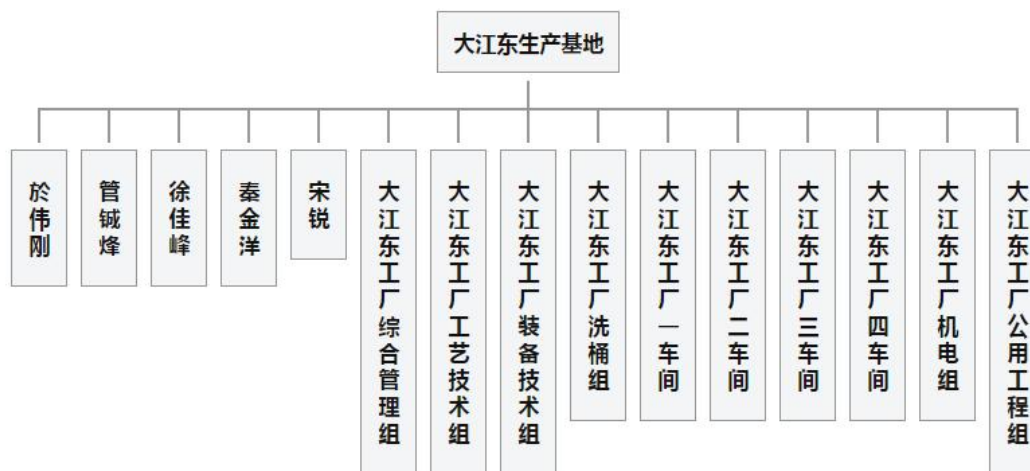 大江东生产基地
於伟刚
管铖烽
徐佳峰
秦金洋
宋锐
大江东工厂综合管理组
大江东工厂工艺技术组
大江东工厂装备技术组
大江东工厂洗桶组
大江东工厂一车间
大江东工厂二车间
大江东工厂三车间
大江东工厂四车间
大江东工厂机电组
大江东工厂公用工程组